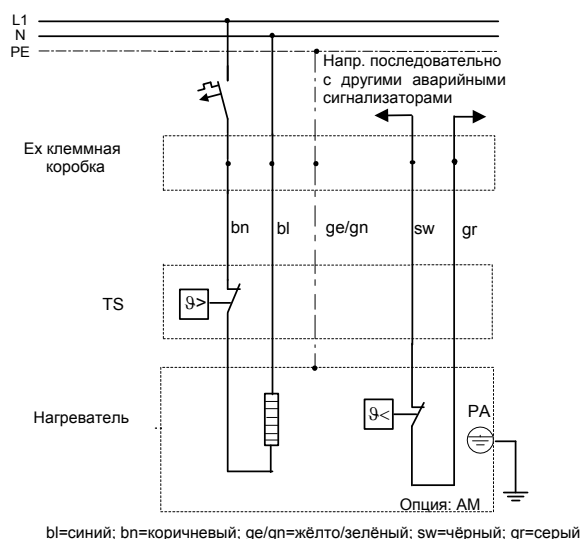 L1
N
PE
Напр. последовательно
с другими аварийными
сигнализаторами
Ex клеммная
коробка
bn
bl
ge/gn
sw
gr
TS
ϑ>
Нагреватель
ϑ<
PA
Опция: AM
bl=синий; bn=коричневый; ge/gn=жёлто/зелёный; sw=чёрный; gr=серый